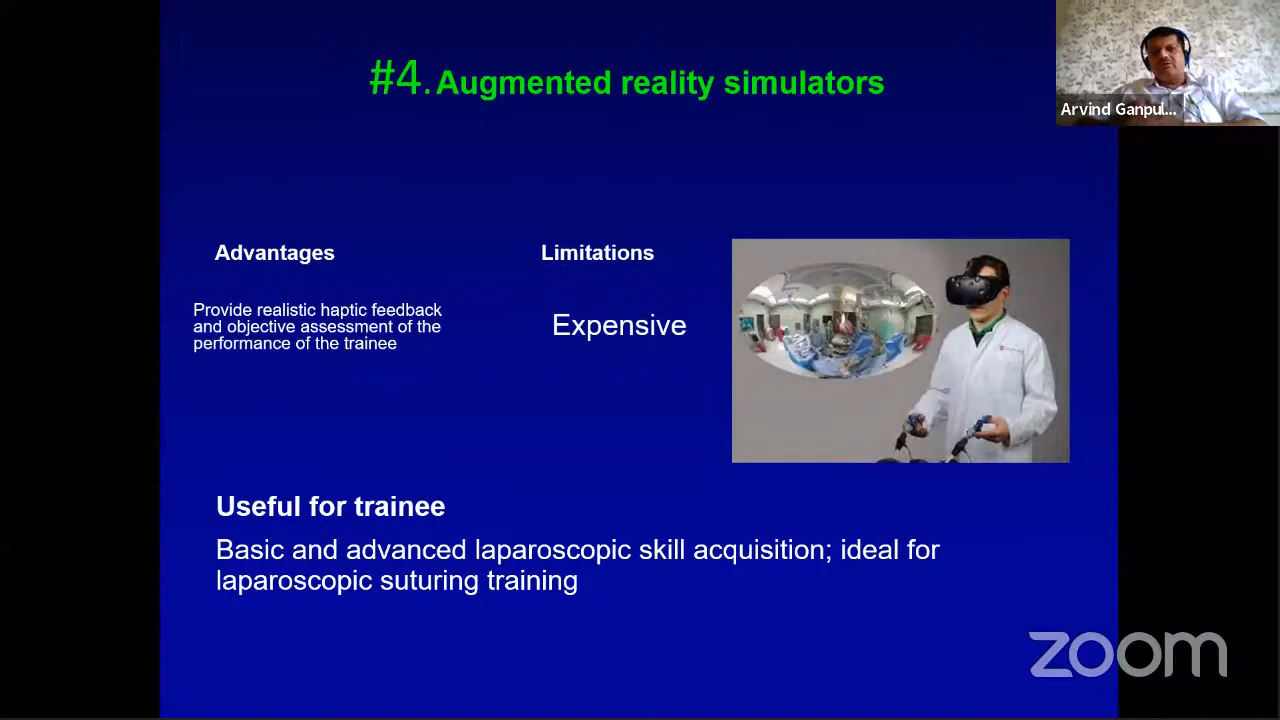 #4. Augmented reality simulators
Arvind Ganpul...
Advantages
Limitations
Provide realistic haptic feedback
and objective assessment of the
performance of the trainee
Expensive
Useful for trainee
Basic and advanced laparoscopic skill acquisition; ideal for
laparoscopic suturing training
zoom